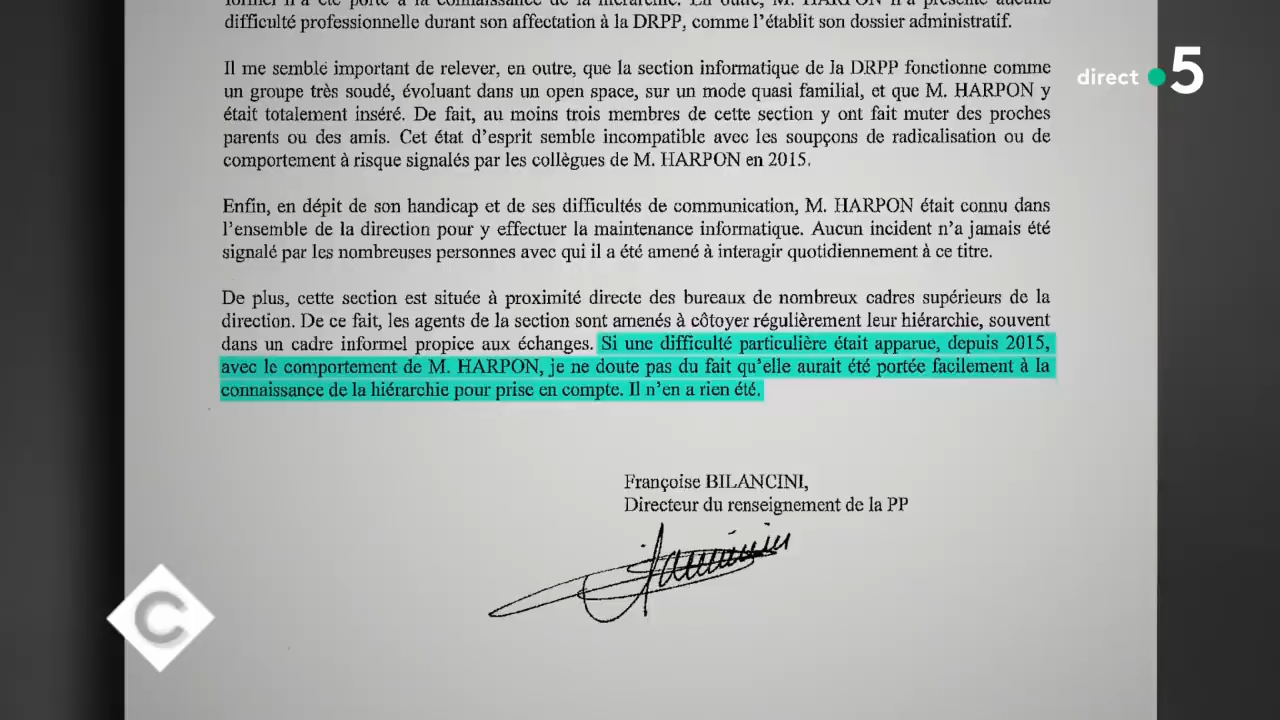 difficulté professionnelle durant son affectation à la DRPP, comme l'établit son dossier administratif.
Il me semble important de relever, en outre, que la section informatique de la DRPP fonctionne comme
un groupe très soudé, évoluant dans un open space, sur un mode quasi familial, et que M. HARPON y
était totalement inséré. De fait, au moins trois membres de cette section y ont fait muter des proches
parents ou des amis. Cet état d'esprit semble incompatible avec les soupçons de radicalisation ou de
comportement à risque signalés par les collègues de M. HARPON en 2015.
Enfin, en dépit de son handicap et de ses difficultés de communication, M. HARPON était connu dans
l'ensemble de la direction pour y effectuer la maintenance informatique. Aucun incident n'a jamais été
signalé par les nombreuses personnes avec qui il a été amené à interagir quotidiennement à ce titre.
De plus, cette section est située à proximité directe des bureaux de nombreux cadres supérieurs de la
direction. De ce fait, les agents de la section sont amenés à côtoyer régulièrement leur hiérarchie, souvent
dans un cadre informel propice aux échanges. Si une difficulté particulière était apparue, depuis 2015,
avec le comportement de M. HARPON, je ne doute pas du fait qu'elle aurait été portée facilement à la
connaissance de la hiérarchie pour prise en compte. Il n'en a rien été.
Françoise BILANCINI,
Directeur du renseignement de la PP
direct 5
C